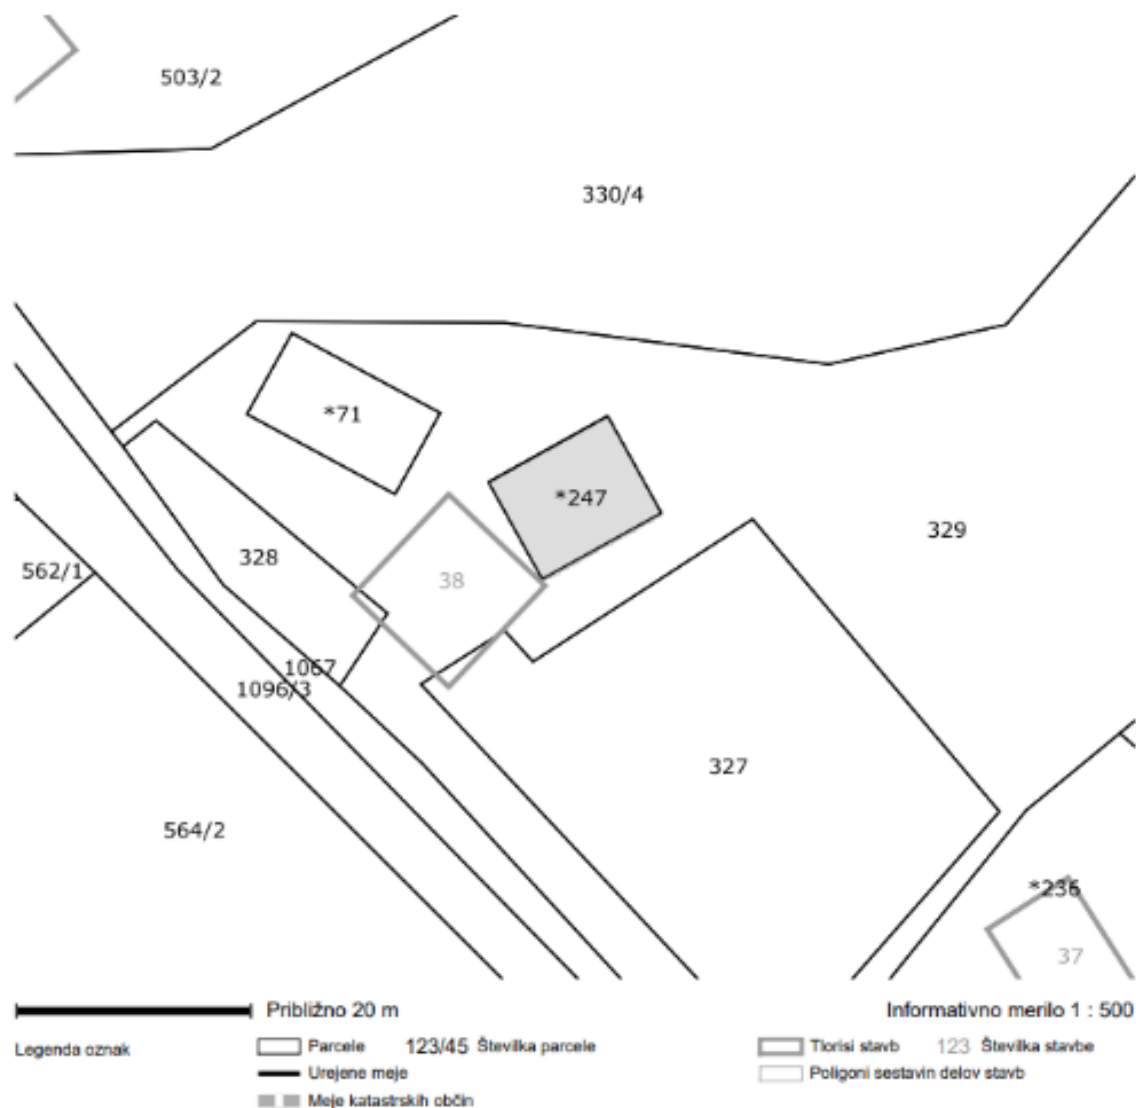 503/2
330/4
*71
*247
329
328
38
562/1
1067
1096/3
327
564/2
*236
37
Približno 20 m
Informativno merilo 1 : 500
Legenda oznak
Parcele 123/45 Številka parcele
Tlorisi stavb 123 Številka stavbe
Urejene meje
Poligoni sestavin delov stavb
Meje katastrskih občin